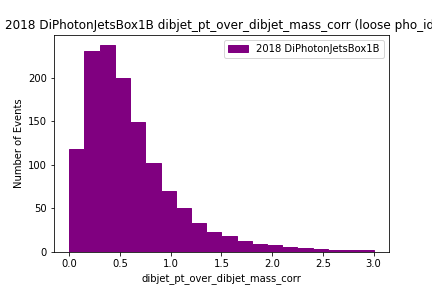 2018 DiPhotonJetsBox1B dibjet_pt_over_dibjet_mass_corr (loose pho_id
2018 DiPhotonJetsBox1B
Number of Events
200
150
100
50
0
0.0 0.5 1.0 1.5 2.0 2.5 3.0
dibjet_pt_over_dibjet_mass_corr